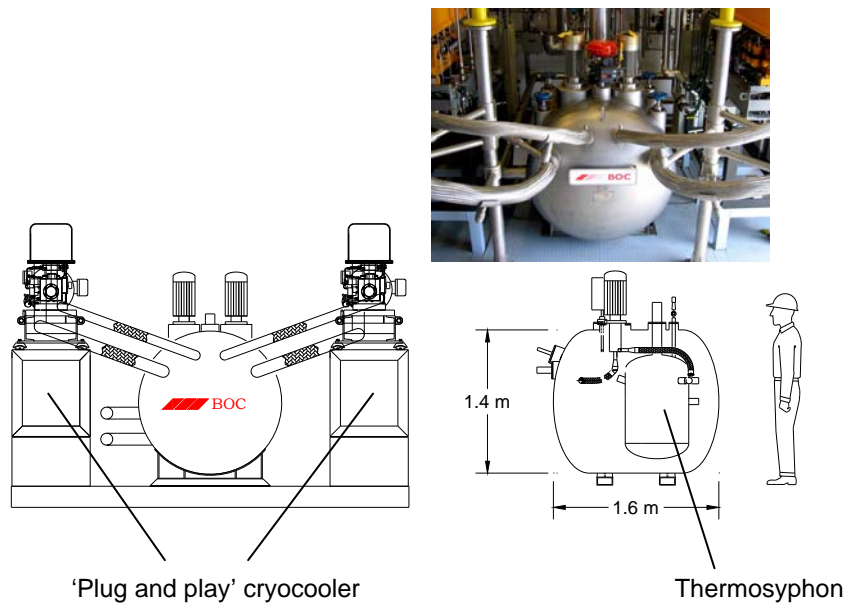 BOC
BOC
1.4 m
1.6 m
'Plug and play' cryocooler
Thermosyphon